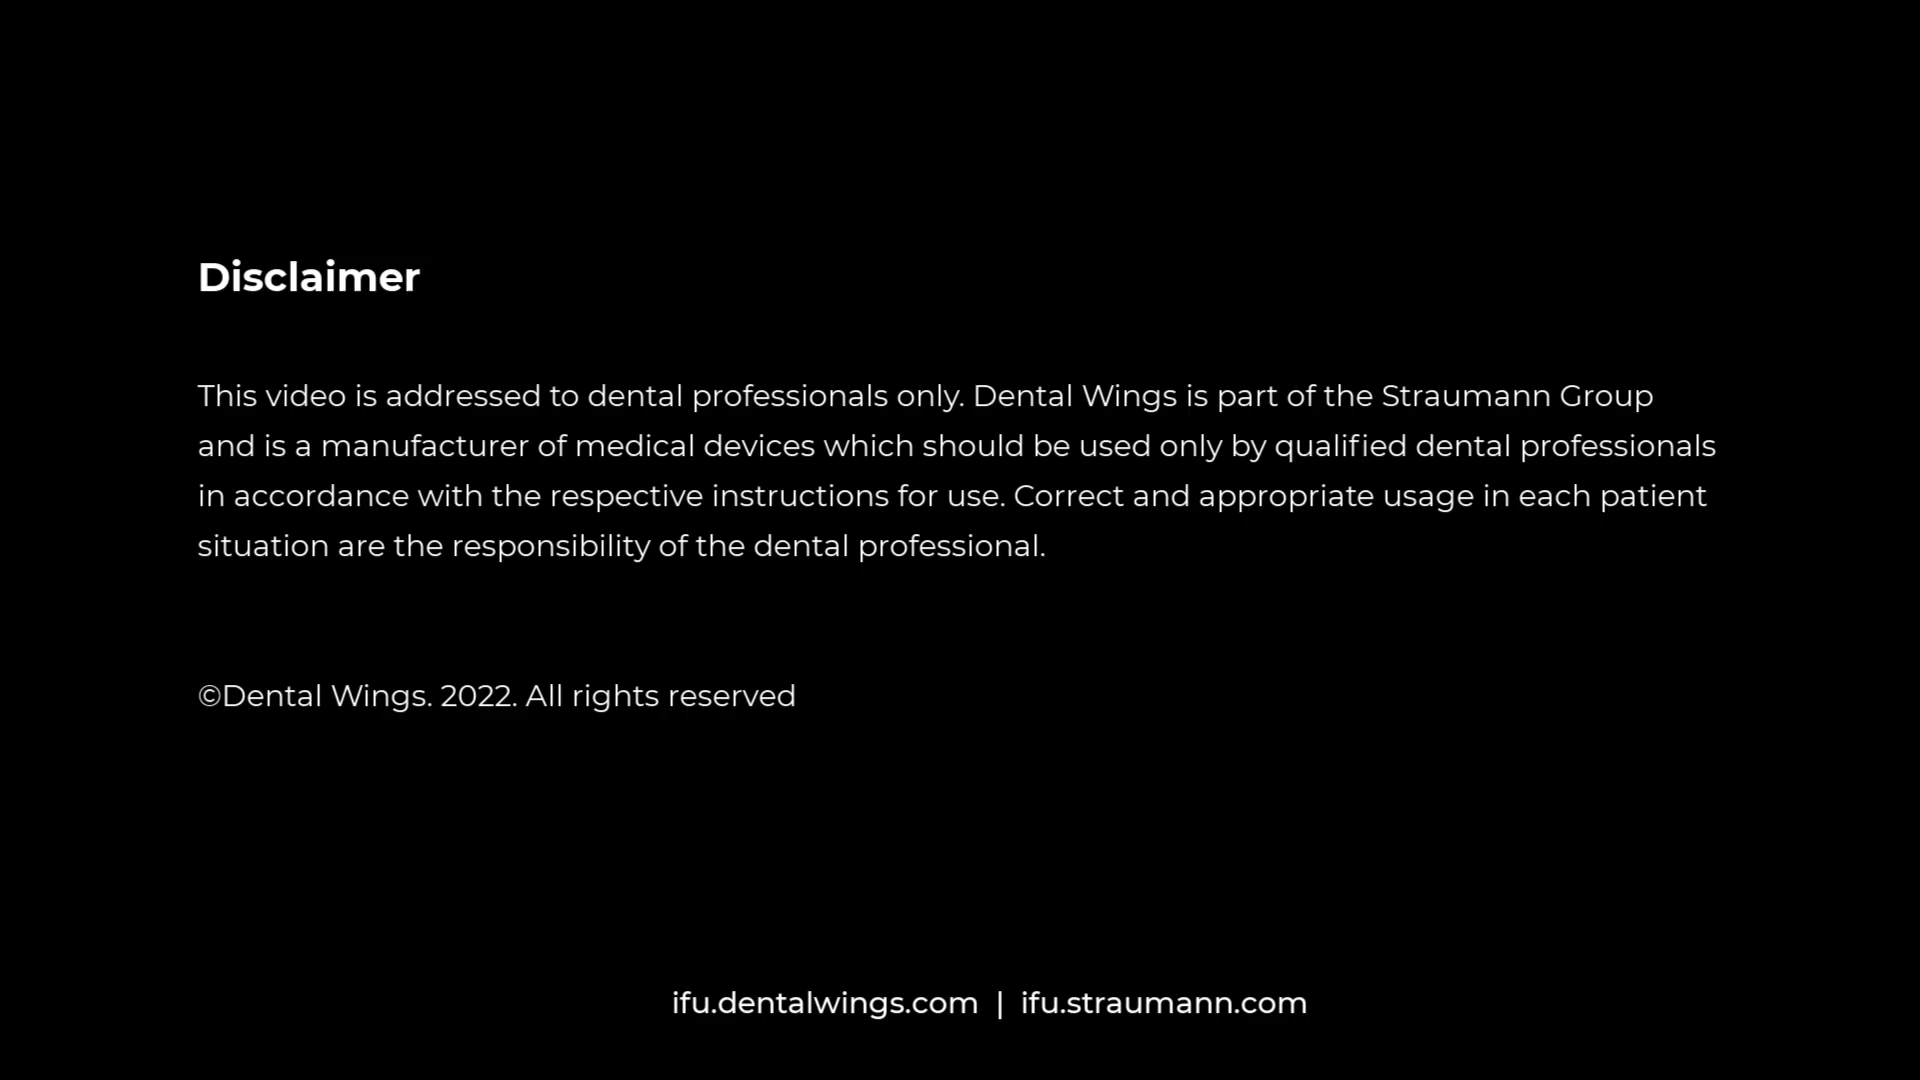 Disclaimer
This video is addressed to dental professionals only. Dental Wings is part of the Straumann Group
and is a manufacturer of medical devices which should be used only by qualified dental professionals
in accordance with the respective instructions for use. Correct and appropriate usage in each patient
situation are the responsibility of the dental professional.
©Dental Wings. 2022. All rights reserved
ifu.dentalwings.com | ifu.straumann.com